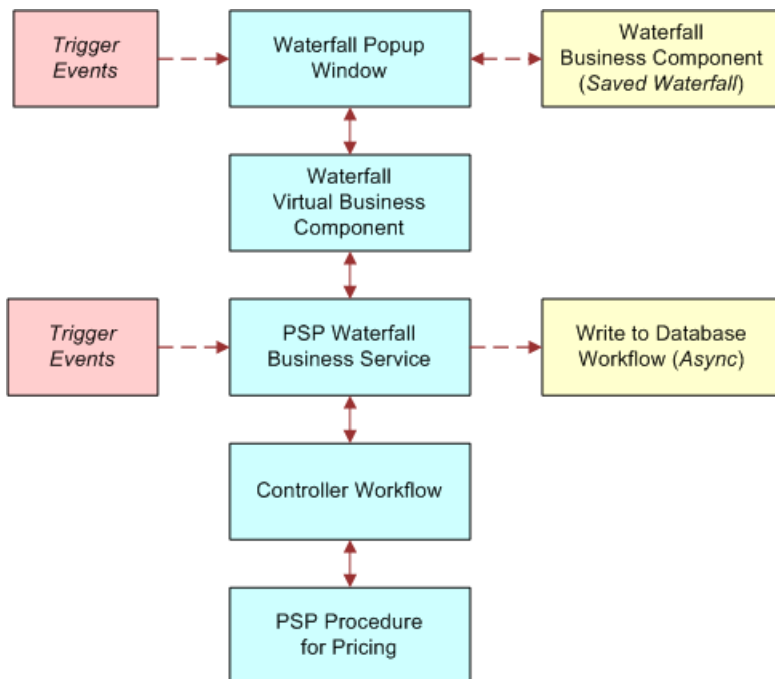 Trigger
Events
Waterfall Popup
Window
Waterfall
Business Component
(Saved Waterfall)
Waterfall
Virtual Business
Component
Trigger
Events
PSP Waterfall
Business Service
Write to Database
Workflow (Async)
Controller Workflow
PSP Procedure
for Pricing